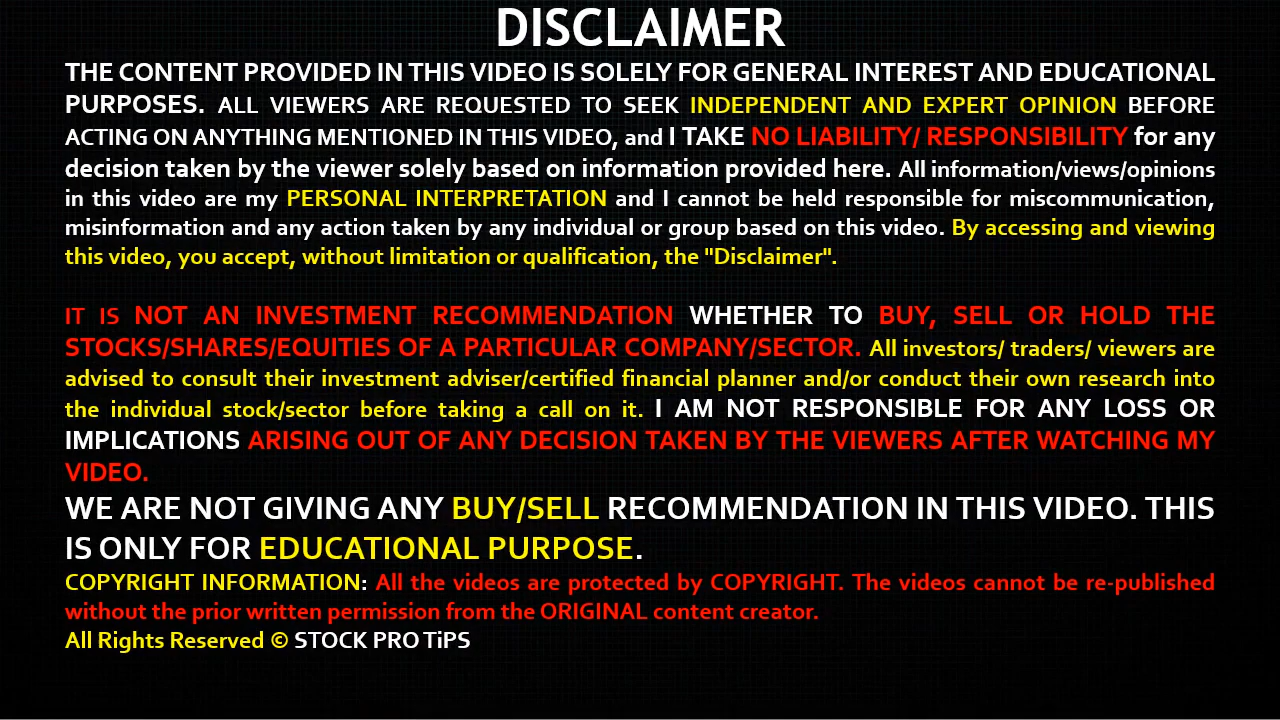 DISCLAIMER
THE CONTENT PROVIDED IN THIS VIDEO IS SOLELY FOR GENERAL INTEREST AND EDUCATIONAL
PURPOSES. ALL VIEWERS ARE REQUESTED TO SEEK INDEPENDENT AND EXPERT OPINION BEFORE
ACTING ON ANYTHING MENTIONED IN THIS VIDEO, and I TAKE NO LIABILITY/ RESPONSIBILITY for any
decision taken by the viewer solely based on information provided here. All information/views/opinions
in this video are my PERSONAL INTERPRETATION and I cannot be held responsible for miscommunication,
misinformation and any action taken by any individual or group based on this video. By accessing and viewing
this video, you accept, without limitation or qualification, the "Disclaimer".
IT IS NOT AN INVESTMENT RECOMMENDATION WHETHER TO BUY, SELL OR HOLD THE
STOCKS/SHARES/EQUITIES OF A PARTICULAR COMPANY/SECTOR. All investors/ traders/ viewers are
advised to consult their investment adviser/certified financial planner and/or conduct their own research into
the individual stock/sector before taking a call on it. I AM NOT RESPONSIBLE FOR ANY LOSS OR
IMPLICATIONS ARISING OUT OF ANY DECISION TAKEN BY THE VIEWERS AFTER WATCHING MY
VIDEO.
WE ARE NOT GIVING ANY BUY/SELL RECOMMENDATION IN THIS VIDEO. THIS
IS ONLY FOR EDUCATIONAL PURPOSE.
COPYRIGHT INFORMATION: All the videos are protected by COPYRIGHT. The videos cannot be re-published
without the prior written permission from the ORIGINAL content creator.
All Rights Reserved © STOCK PRO TiPS